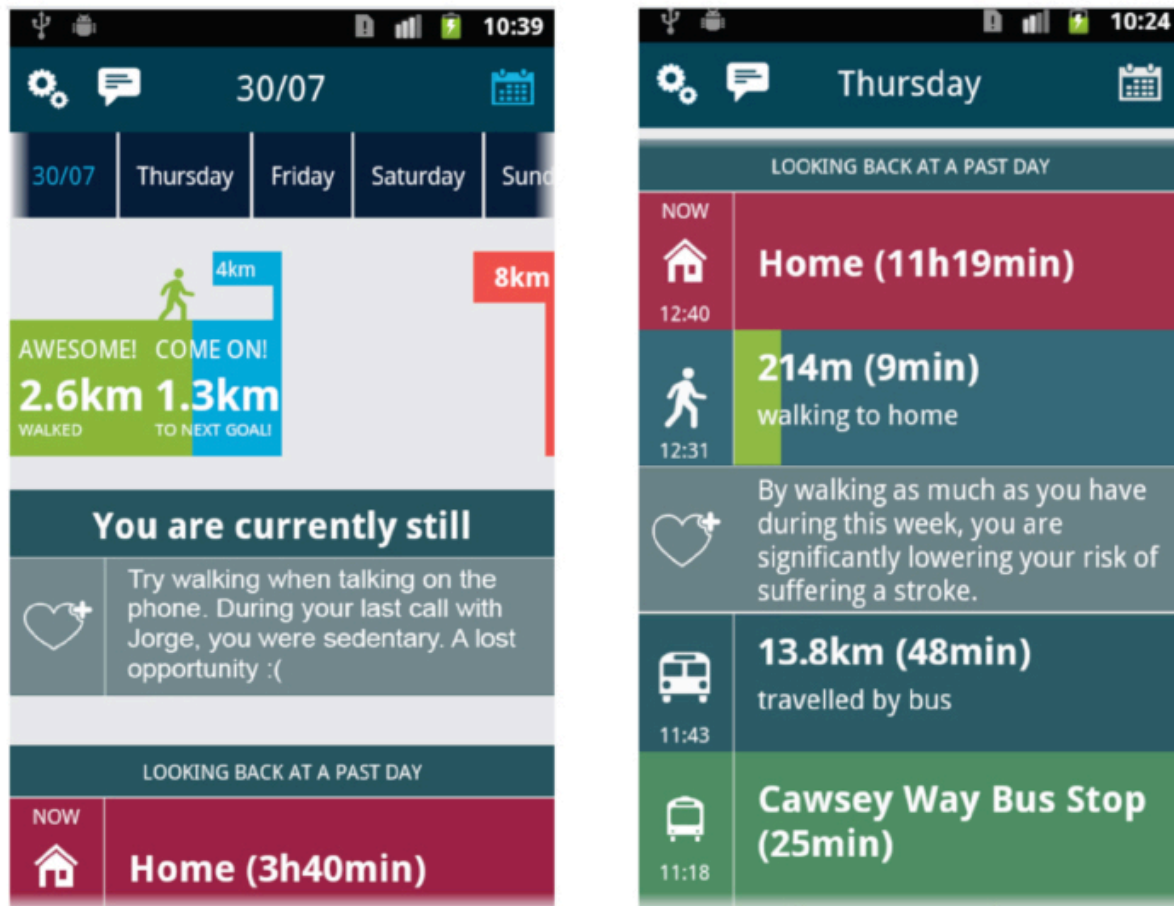 10:39
30/07
30/07 Thursday Friday Saturday Sund
4km
8km
AWESOME! COME ON!
2.6km 1.3km
WALKED TO NEXT GOAL!
You are currently still
Try walking when talking on the
phone. During your last call with
Jorge, you were sedentary. A lost
opportunity :(
LOOKING BACK AT A PAST DAY
NOW
Home (3h40min)
10:24
Thursday
LOOKING BACK AT A PAST DAY
NOW
Home (11h19min)
12:40
214m (9min)
walking to home
12:31
By walking as much as you have
during this week, you are
significantly lowering your risk of
suffering a stroke.
13.8km (48min)
travelled by bus
11:43
Cawsey Way Bus Stop
(25min)
11:18